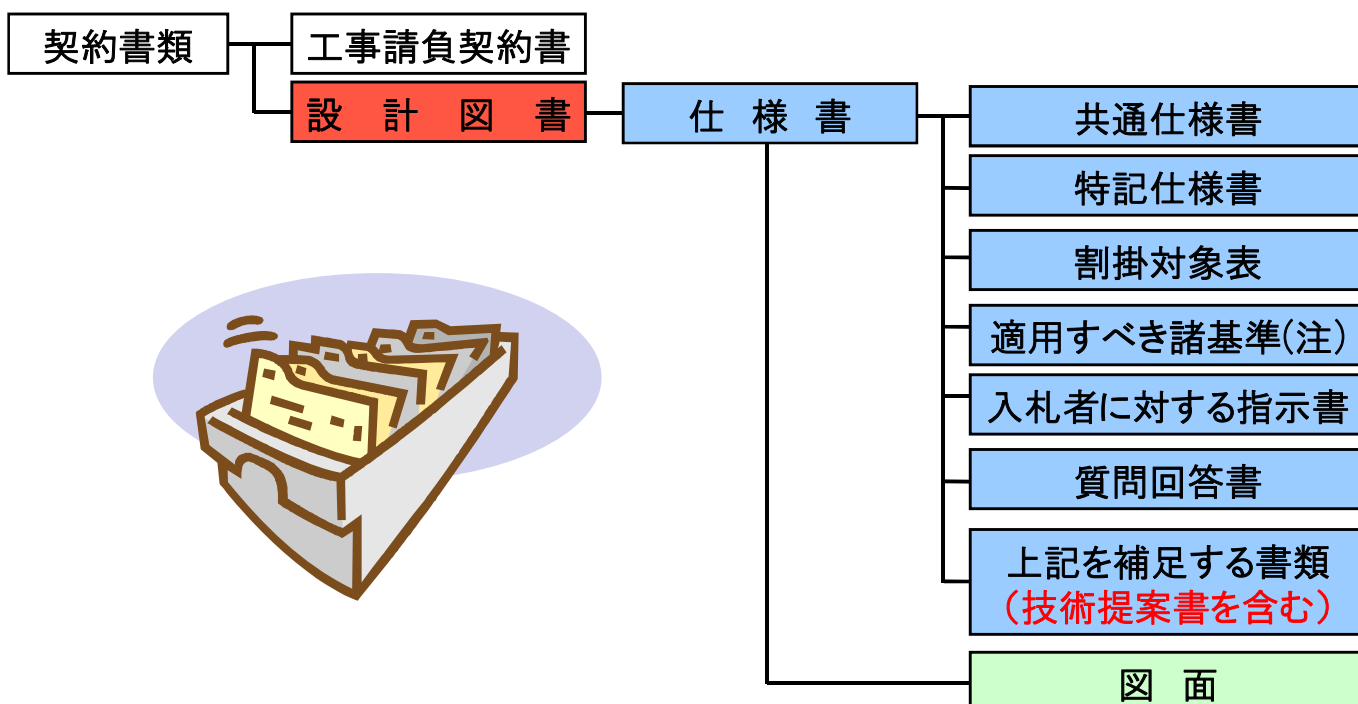 契約書類
工事請負契約書
設計図書
仕様書
共通仕様書
特記仕様書
割掛対象表
適用すべき諸基準(注)
入札者に対する指示書
質問回答書
上記を補足する書類
(技術提案書を含む)
図面